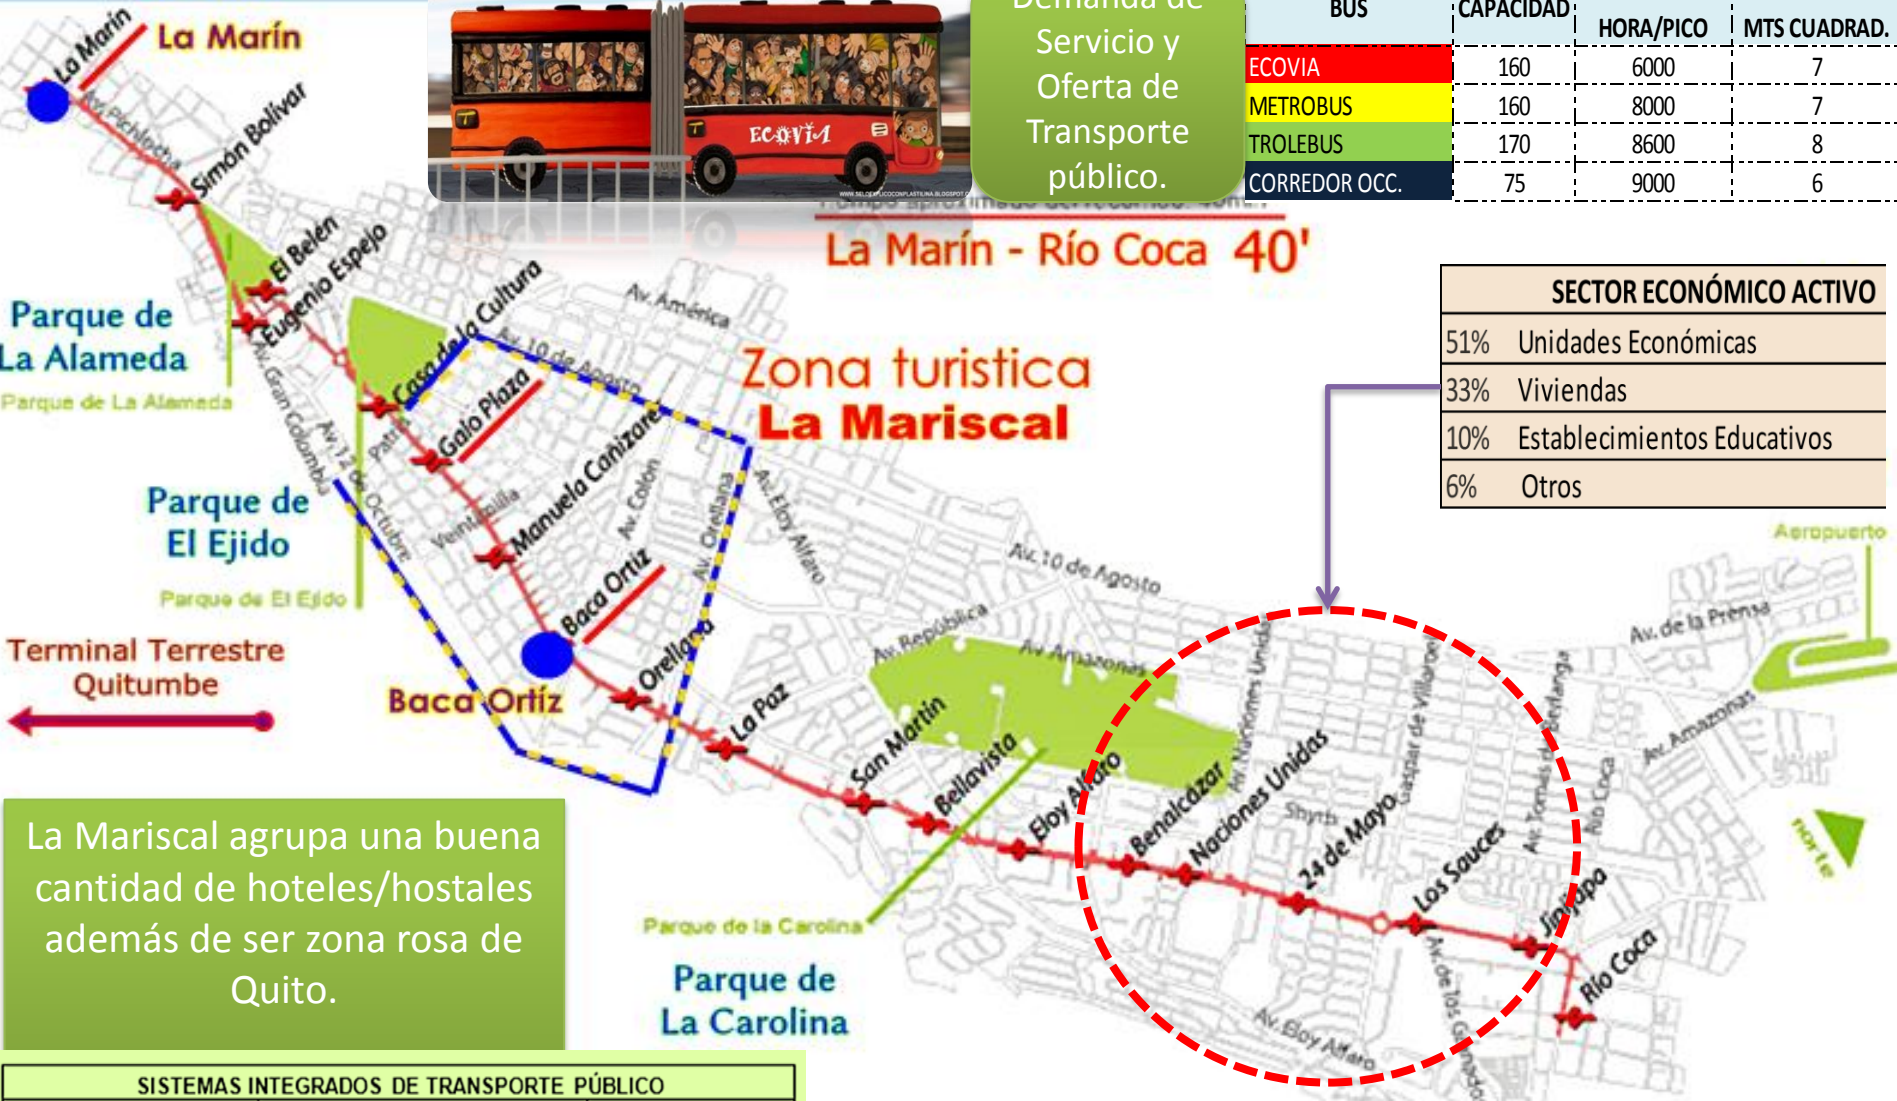 La Marín
La Marín
Av. Pichincha
Simón Bolívar
El Belén
Eugenio Espejo
Parque de
La Alameda
Parque de La Alameda
Av. Gran Colombia
Av. 12 de Octubre
Patria
Casa de la Cultura
Galo Plaza
Av. 10 de Agosto
Av. América
Parque de
El Ejido
Parque de El Ejido
Manuela Cañizares
Av. Colón
Av. Orellana
Av. Eloy Alfaro
Baca Ortiz
Baca Ortíz
Orellana
Terminal Terrestre
Quitumbe
ECOVIA
WWW.SELOEXPLICOCONPLASTILINA.BLOGSPOT.
Demanda de
Servicio y
Oferta de
Transporte
público.
BUS CAPACIDAD HORA/PICO MTS CUADRAD.
ECOVIA 160 6000 7
METROBUS 160 8000 7
TROLEBUS 170 8600 8
CORREDOR OCC. 75 9000 6
La Marín - Río Coca 40'
Zona turistica
La Mariscal
SECTOR ECONÓMICO ACTIVO
51% Unidades Económicas
33% Viviendas
10% Establecimientos Educativos
6% Otros
Aeropuerto
Av. de la Prensa
Av. Amazonas
Av. 10 de Agosto
Av. República
Av. Amazonas
Av. Naciones Unidas
Gaspar de Villaroel
Av. Tomás de Berlanga
Río Coca
La Paz
San Martín
Bellavista
Eloy Alfaro
Benalcázar
Naciones Unidas
Shyris
24 de Mayo
Los Sauces
Jipijapa
Río Coca
norte
Parque de la Carolina
Parque de
La Carolina
Av. Eloy Alfaro
Av. de los Granados
La Mariscal agrupa una buena
cantidad de hoteles/hostales
además de ser zona rosa de
Quito.
SISTEMAS INTEGRADOS DE TRANSPORTE PÚBLICO